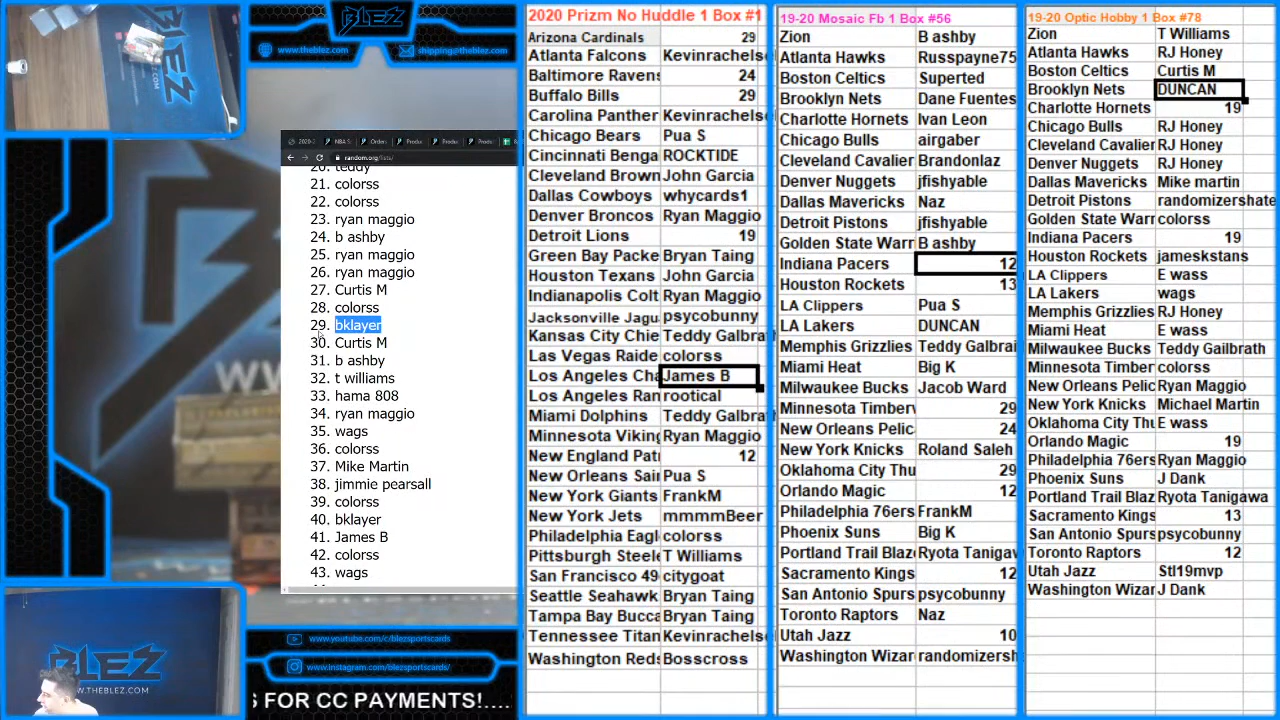 BLEZ
www.theblez.com
shipping@theblez.com
random.org/lists/
20. teddy
21. colorss
22. colorss
23. ryan maggio
24. b ashby
25. ryan maggio
26. ryan maggio
27. Curtis M
28. colorss
29. bklayer
30. Curtis M
31. b ashby
32. t williams
33. hama 808
34. ryan maggio
35. wags
36. colorss
37. Mike Martin
38. jimmie pearsall
39. colorss
40. bklayer
41. James B
42. colorss
43. wags
BLEZ
WWW.THEBLEZ.COM
www.youtube.com/c/blezsportscards
www.Instagram.com/blezsportscards/
S FOR CC PAYMENTS!....
2020 Prizm No Huddle 1 Box #1
Arizona Cardinals 29
Atlanta Falcons Kevinrachelse
Baltimore Ravens 24
Buffalo Bills 29
Carolina Panther Kevinrachelse
Chicago Bears Pua S
Cincinnati Benga ROCKTIDE
Cleveland Brown John Garcia
Dallas Cowboys whycards1
Denver Broncos Ryan Maggio
Detroit Lions 19
Green Bay Packe Bryan Taing
Houston Texans John Garcia
Indianapolis Colt Ryan Maggio
Jacksonville Jagu psycobunny
Kansas City Chie Teddy Galbrait
Las Vegas Raide colorss
Los Angeles Cha James B
Los Angeles Ran rootical
Miami Dolphins Teddy Galbrait
Minnesota Viking Ryan Maggio
New England Pat 12
New Orleans Sai Pua S
New York Giants FrankM
New York Jets mmmmBeer
Philadelphia Eagl colorss
Pittsburgh Steele T Williams
San Francisco 49 citygoat
Seattle Seahawk Bryan Taing
Tampa Bay Bucca Bryan Taing
Tennessee Titan Kevinrachelse
Washington Reds Bosscross
19-20 Mosaic Fb 1 Box #56
Zion B ashby
Atlanta Hawks Russpayne75
Boston Celtics Superted
Brooklyn Nets Dane Fuentes
Charlotte Hornets Ivan Leon
Chicago Bulls airgaber
Cleveland Cavalier Brandonlaz
Denver Nuggets jfishyable
Dallas Mavericks Naz
Detroit Pistons jfishyable
Golden State Warr B ashby
Indiana Pacers 12
Houston Rockets 13
LA Clippers Pua S
LA Lakers DUNCAN
Memphis Grizzlies Teddy Galbrai
Miami Heat Big K
Milwaukee Bucks Jacob Ward
Minnesota Timberv 29
New Orleans Pelic 24
New York Knicks Roland Saleh
Oklahoma City Thu 29
Orlando Magic 12
Philadelphia 76ers FrankM
Phoenix Suns Big K
Portland Trail Blaz Ryota Tanigaw
Sacramento Kings 12
San Antonio Spurs psycobunny
Toronto Raptors Naz
Utah Jazz 10
Washington Wizar randomizersh
19-20 Optic Hobby 1 Box #78
Zion T Williams
Atlanta Hawks RJ Honey
Boston Celtics Curtis M
Brooklyn Nets DUNCAN
Charlotte Hornets 19
Chicago Bulls RJ Honey
Cleveland Cavalier RJ Honey
Denver Nuggets RJ Honey
Dallas Mavericks Mike martin
Detroit Pistons randomizershate
Golden State Warr colorss
Indiana Pacers 19
Houston Rockets jameskstans
LA Clippers E wass
LA Lakers wags
Memphis Grizzlies RJ Honey
Miami Heat E wass
Milwaukee Bucks Teddy Gailbrath
Minnesota Timber colorss
New Orleans Pelic Ryan Maggio
New York Knicks Michael Martin
Oklahoma City Thu E wass
Orlando Magic 19
Philadelphia 76ers Ryan Maggio
Phoenix Suns J Dank
Portland Trail Blaz Ryota Tanigawa
Sacramento Kings 13
San Antonio Spurs psycobunny
Toronto Raptors 12
Utah Jazz Stl19mvp
Washington Wizar J Dank